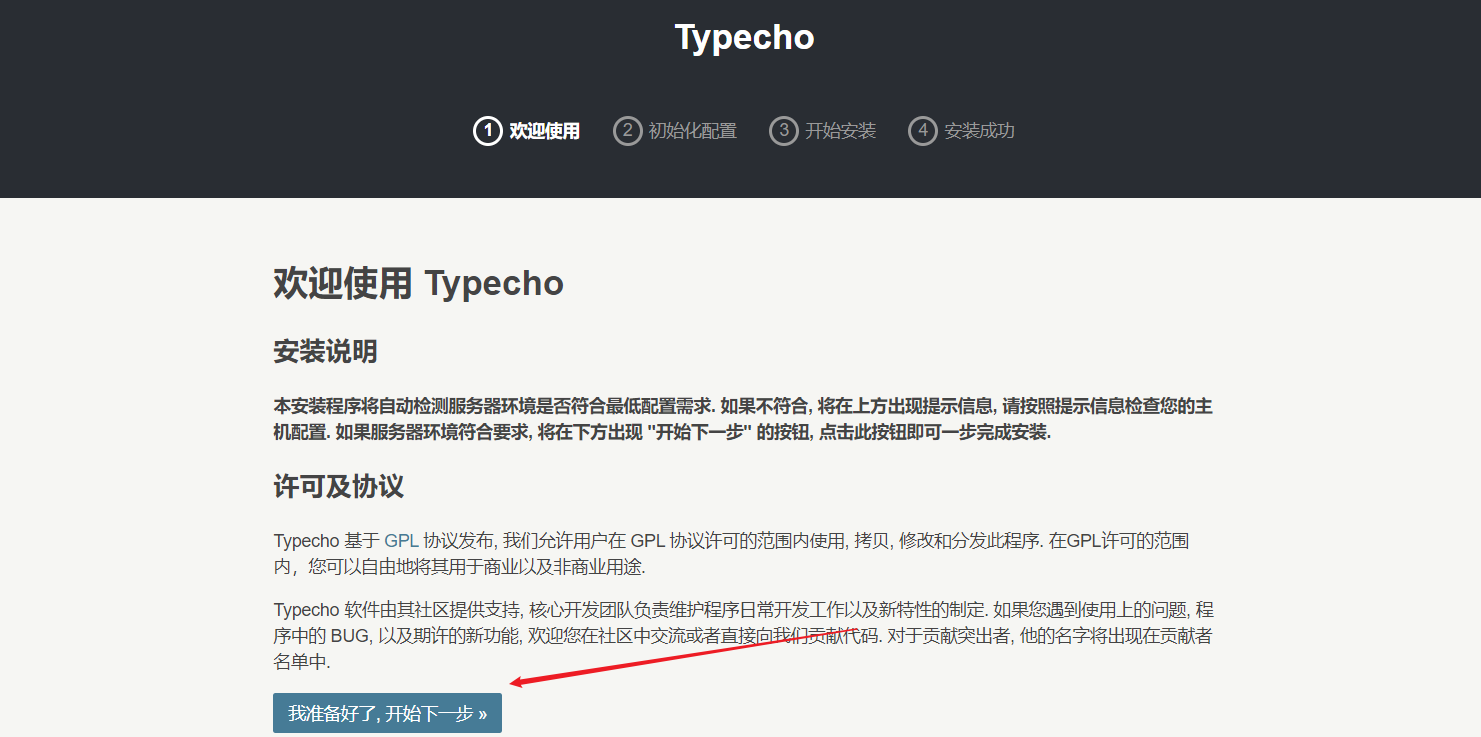 Typecho
1 欢迎使用 2 初始化配置 3 开始安装 4 安装成功
欢迎使用 Typecho
安装说明
本安装程序将自动检测服务器环境是否符合最低配置需求. 如果不符合, 将在上方出现提示信息, 请按照提示信息检查您的主
机配置. 如果服务器环境符合要求, 将在下方出现 "开始下一步" 的按钮, 点击此按钮即可一步完成安装.
许可及协议
Typecho 基于 GPL 协议发布, 我们允许用户在 GPL 协议许可的范围内使用, 拷贝, 修改和分发此程序. 在GPL许可的范围
内，您可以自由地将其用于商业以及非商业用途.
Typecho 软件由其社区提供支持, 核心开发团队负责维护程序日常开发工作以及新特性的制定. 如果您遇到使用上的问题, 程
序中的 BUG, 以及期许的新功能, 欢迎您在社区中交流或者直接向我们贡献代码. 对于贡献突出者, 他的名字将出现在贡献者
名单中.
我准备好了, 开始下一步 »